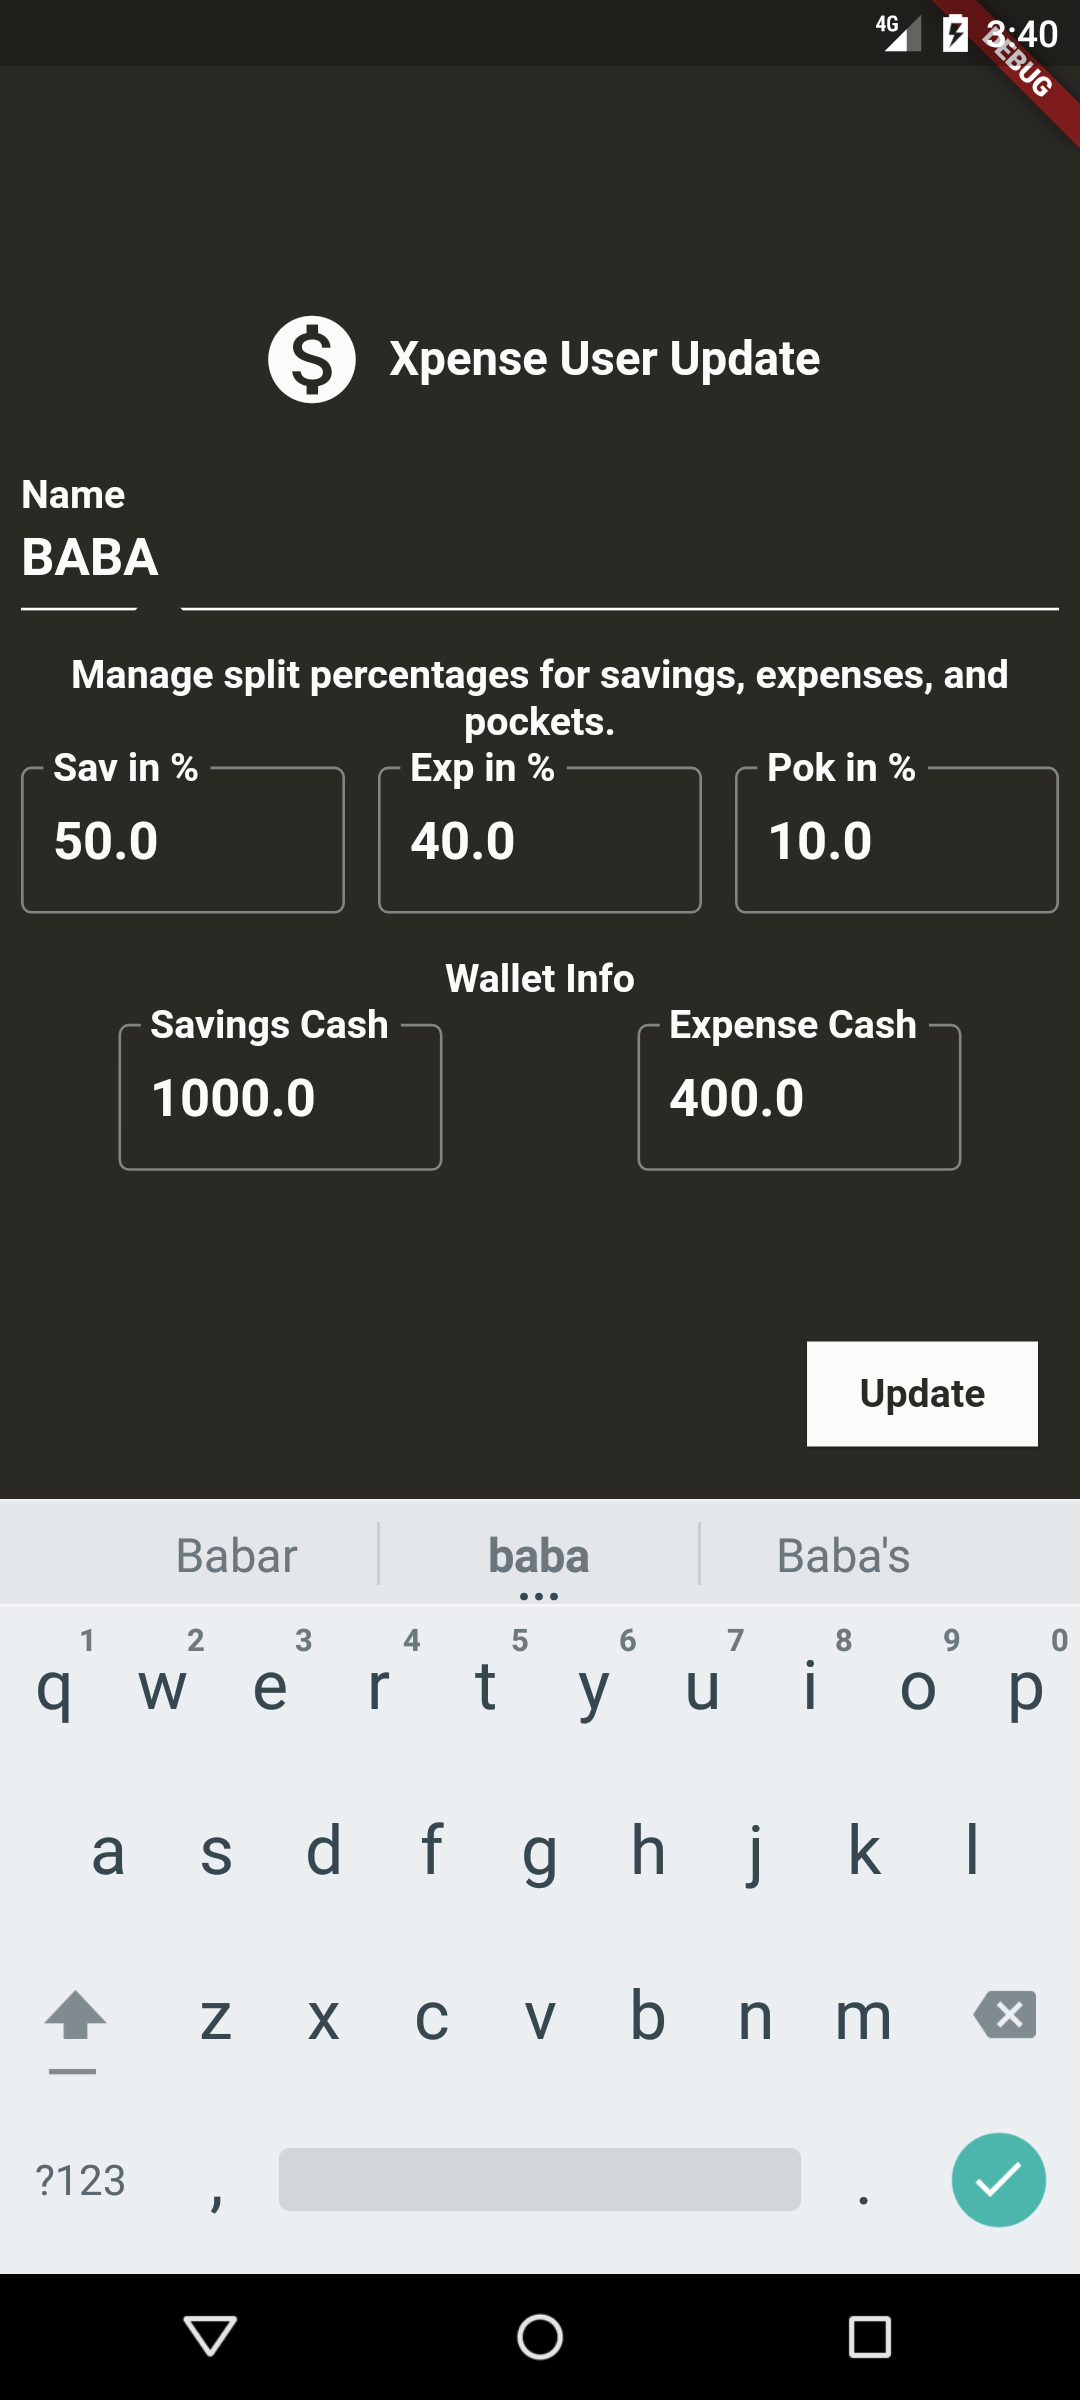 4G 3:40
DEBUG
$ Xpense User Update
Name
BABA
Manage split percentages for savings, expenses, and
pockets.
Sav in % Exp in % Pok in %
50.0 40.0 10.0
Wallet Info
Savings Cash Expense Cash
1000.0 400.0
Update
Babar baba Baba's
1 2 3 4 5 6 7 8 9 0
q w e r t y u i o p
a s d f g h j k l
z x c v b n m
?123 , .